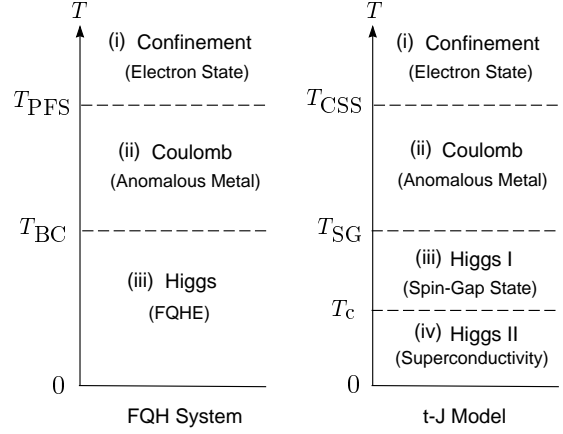 T
(i) Confinement
(Electron State)
T_PFS
(ii) Coulomb
(Anomalous Metal)
T_BC
(iii) Higgs
(FQHE)
0
FQH System
T
(i) Confinement
(Electron State)
T_CSS
(ii) Coulomb
(Anomalous Metal)
T_SG
(iii) Higgs I
(Spin-Gap State)
T_c
(iv) Higgs II
(Superconductivity)
0
t-J Model